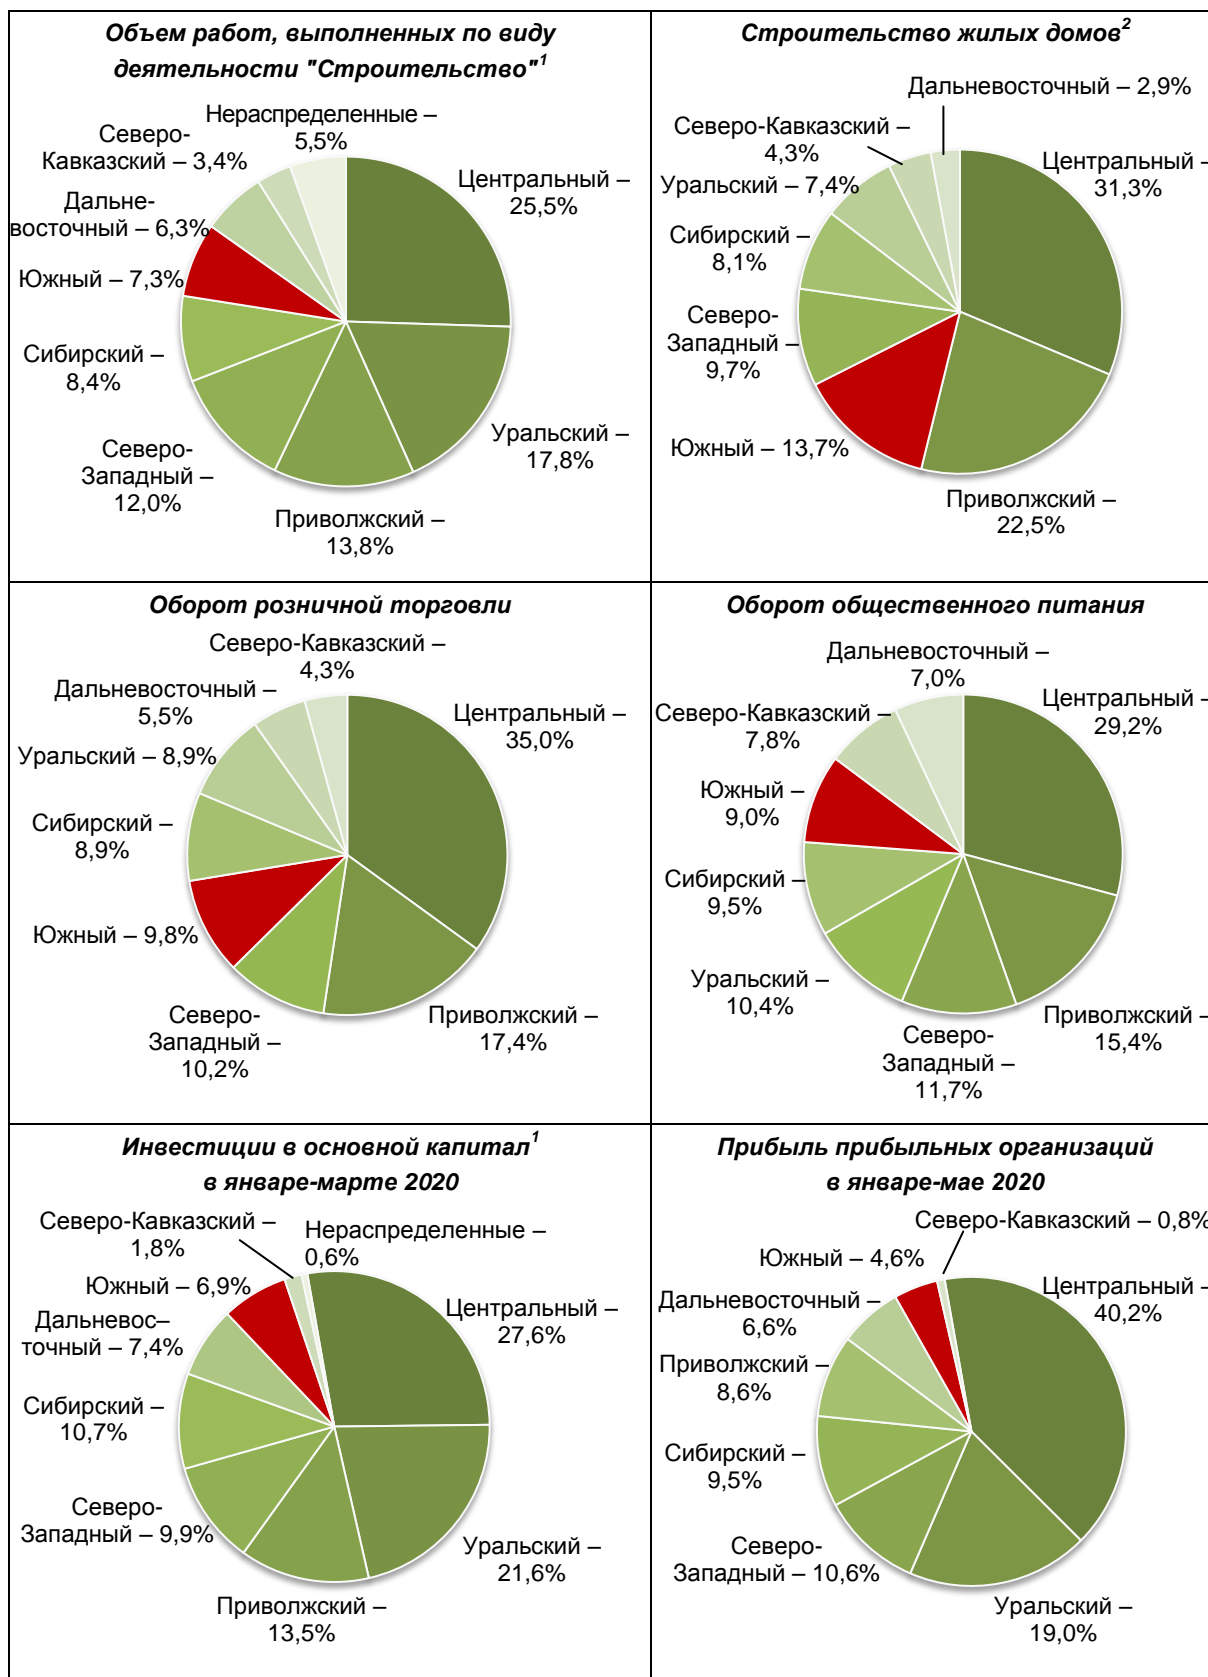 Объем работ, выполненных по виду
деятельности "Строительство"1
Нераспределенные –
5,5%
Северо-
Кавказский – 3,4%
Дальне-
восточный – 6,3%
Южный – 7,3%
Сибирский –
8,4%
Северо-
Западный –
12,0%
Приволжский –
13,8%
Уральский –
17,8%
Центральный –
25,5%
Строительство жилых домов2
Дальневосточный – 2,9%
Северо-Кавказский –
4,3%
Уральский – 7,4%
Сибирский –
8,1%
Северо-
Западный –
9,7%
Южный – 13,7%
Приволжский –
22,5%
Центральный –
31,3%
Оборот розничной торговли
Северо-Кавказский –
4,3%
Дальневосточный –
5,5%
Уральский – 8,9%
Сибирский –
8,9%
Южный – 9,8%
Северо-
Западный –
10,2%
Приволжский –
17,4%
Центральный –
35,0%
Оборот общественного питания
Дальневосточный –
7,0%
Северо-Кавказский –
7,8%
Южный –
9,0%
Сибирский –
9,5%
Уральский –
10,4%
Северо-
Западный –
11,7%
Приволжский –
15,4%
Центральный –
29,2%
Инвестиции в основной капитал1
в январе-марте 2020
Северо-Кавказский –
1,8%
Нераспределенные –
0,6%
Южный – 6,9%
Дальневос–
точный – 7,4%
Сибирский –
10,7%
Северо-
Западный – 9,9%
Приволжский –
13,5%
Уральский –
21,6%
Центральный –
27,6%
Прибыль прибыльных организаций
в январе-мае 2020
Северо-Кавказский – 0,8%
Южный – 4,6%
Дальневосточный –
6,6%
Приволжский –
8,6%
Сибирский –
9,5%
Северо-
Западный – 10,6%
Уральский –
19,0%
Центральный –
40,2%